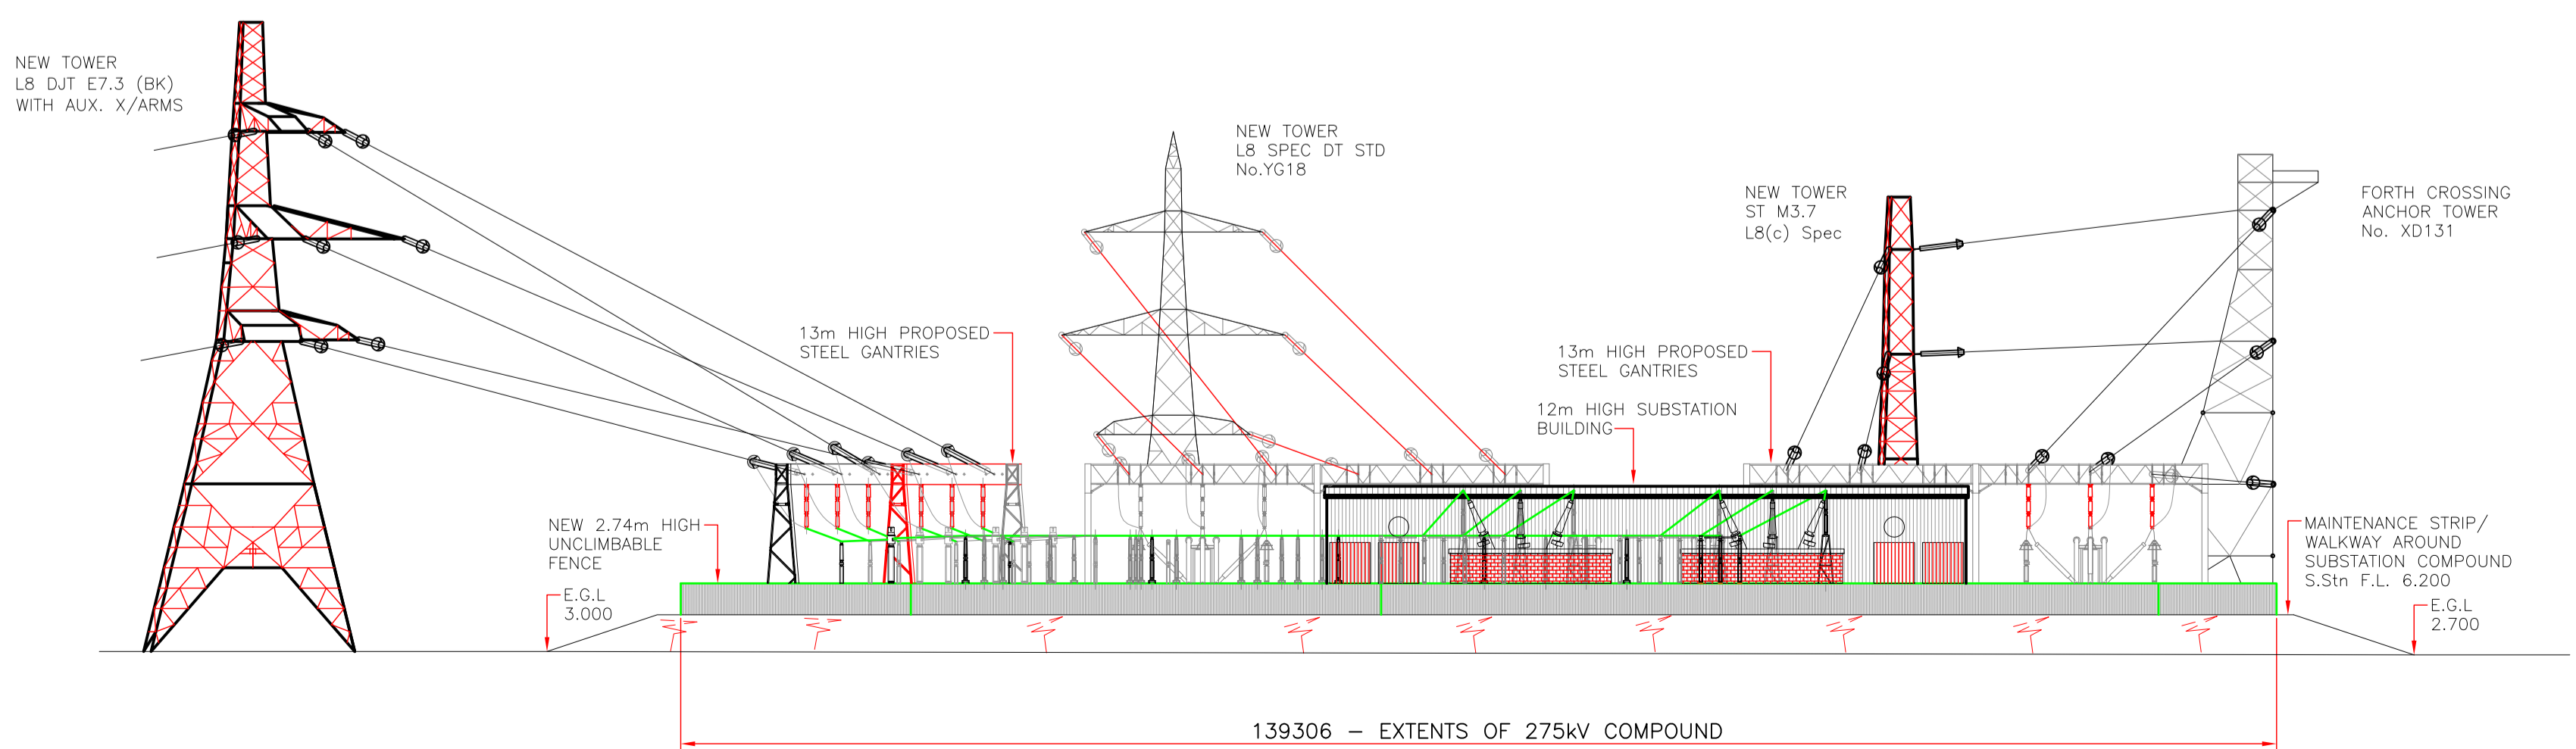 NEW TOWER
L8 DJT E7.3 (BK)
WITH AUX. X/ARMS
NEW TOWER
L8 SPEC DT STD
No.YG18
NEW TOWER
ST M3.7
L8(c) Spec
FORTH CROSSING
ANCHOR TOWER
No. XD131
13m HIGH PROPOSED
STEEL GANTRIES
13m HIGH PROPOSED
STEEL GANTRIES
12m HIGH SUBSTATION
BUILDING
NEW 2.74m HIGH
UNCLIMBABLE
FENCE
E.G.L
3.000
MAINTENANCE STRIP/
WALKWAY AROUND
SUBSTATION COMPOUND
S.Stn F.L. 6.200
E.G.L
2.700
139306 – EXTENTS OF 275kV COMPOUND